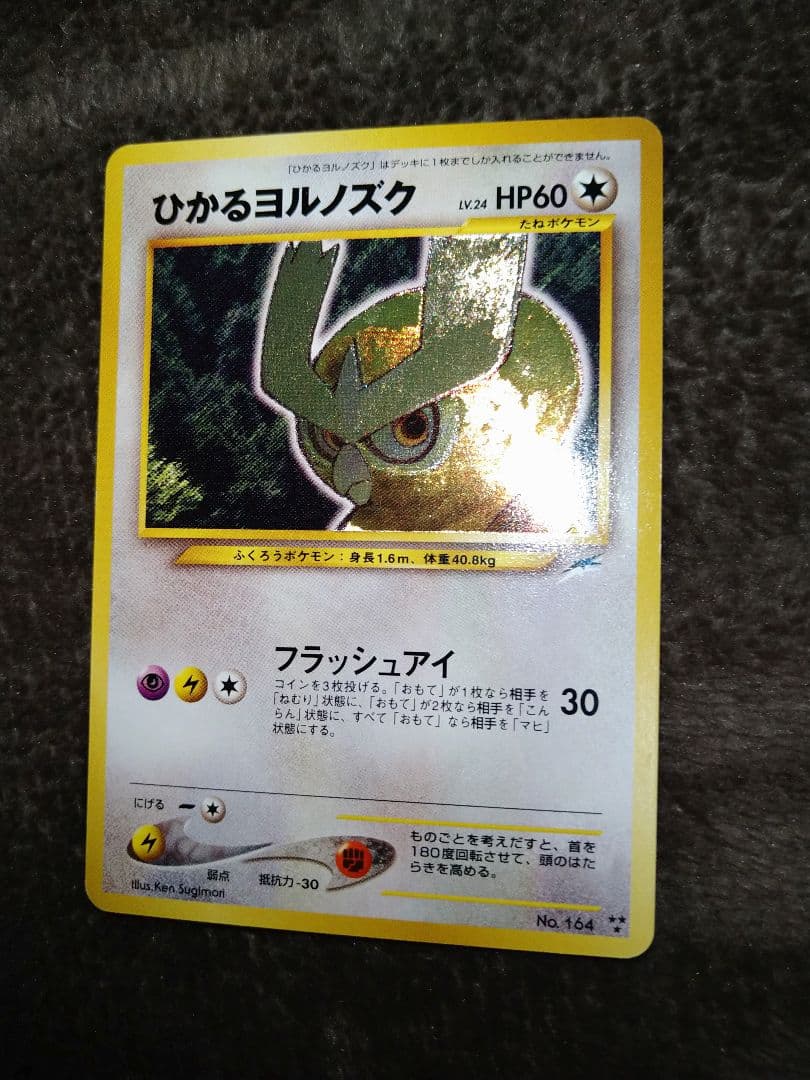 「ひかるヨルノズク」はデッキに1枚までしか入れることができません。
ひかるヨルノズク LV.24 HP60
たねポケモン
ふくろうポケモン：身長1.6m、体重40.8kg
フラッシュアイ
コインを3枚投げる。「おもて」が1枚なら相手を
「ねむり」状態に、「おもて」が2枚なら相手を「こん
らん」状態に、すべて「おもて」なら相手を「マヒ」
状態にする。
30
にげる
弱点
抵抗力-30
ものごとを考えだすと、首を
180度回転させて、頭のはた
らきを高める。
Illus. Ken Sugimori
No. 164